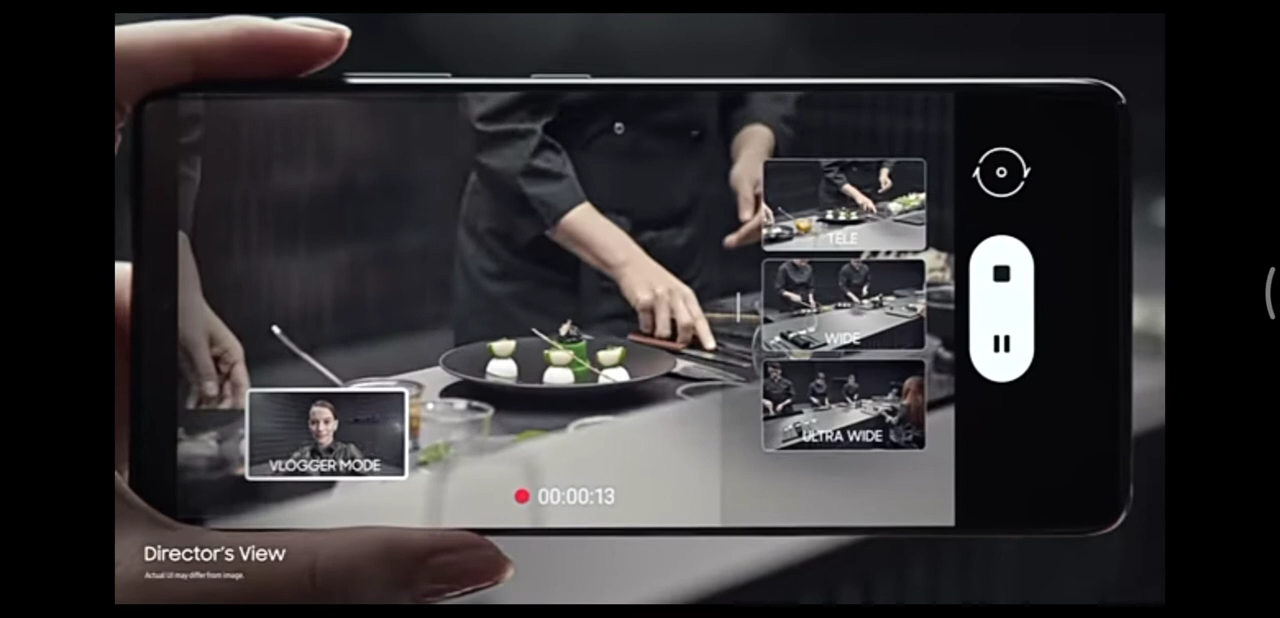 TELE
WIDE
ULTRA WIDE
VLOGGER MODE
00:00:13
Director's View
Actual UI may differ from image.